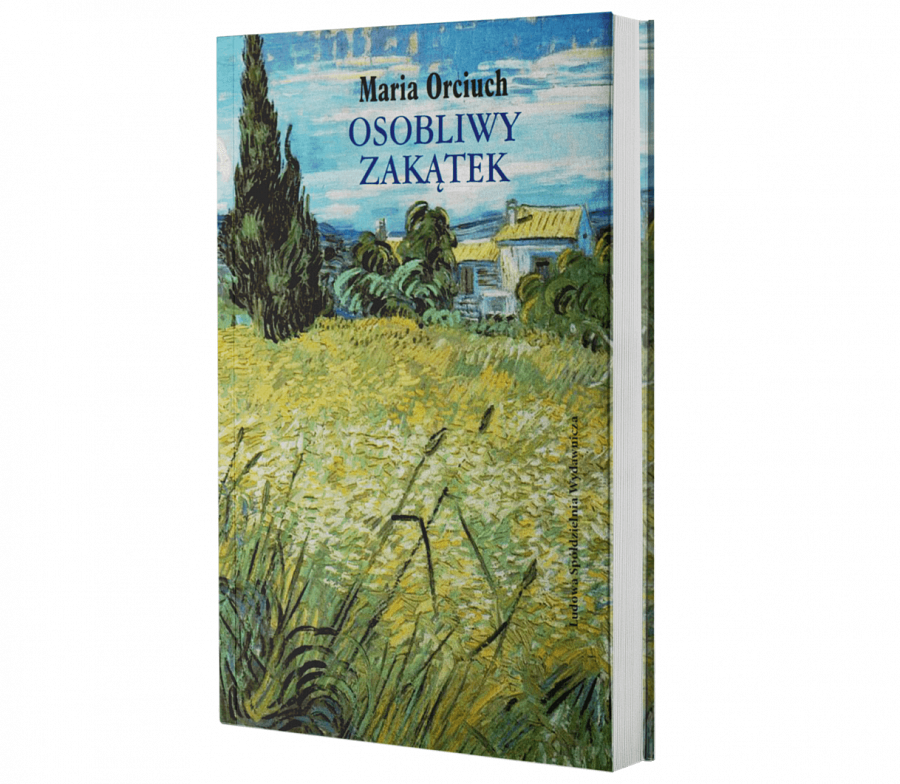 Maria Orciuch
OSOBLIWY
ZAKĄTEK
Ludowa Spółdzielnia Wydawnicza